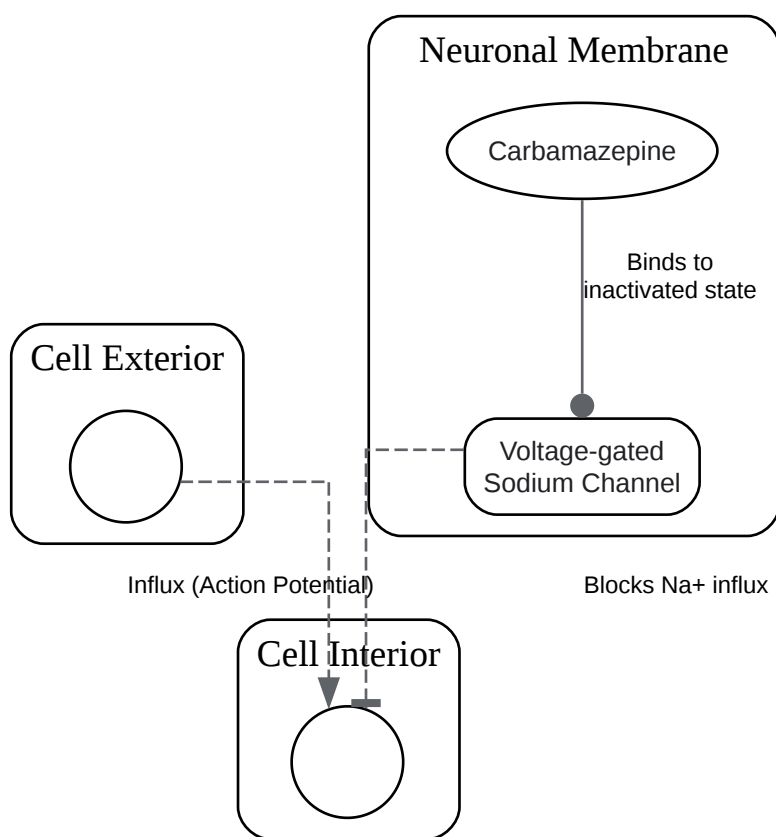 Neuronal Membrane
Carbamazepine
Binds to
inactivated state
Cell Exterior
Voltage-gated
Sodium Channel
Influx (Action Potential)
Blocks Na+ influx
Cell Interior